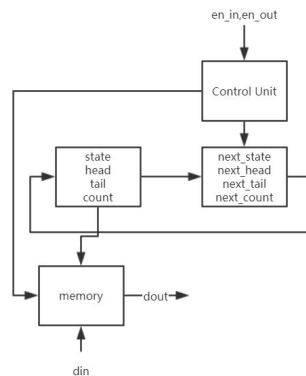 en_in,en_out
Control Unit
state
head
tail
count
next_state
next_head
next_tail
next_count
memory
dout
din